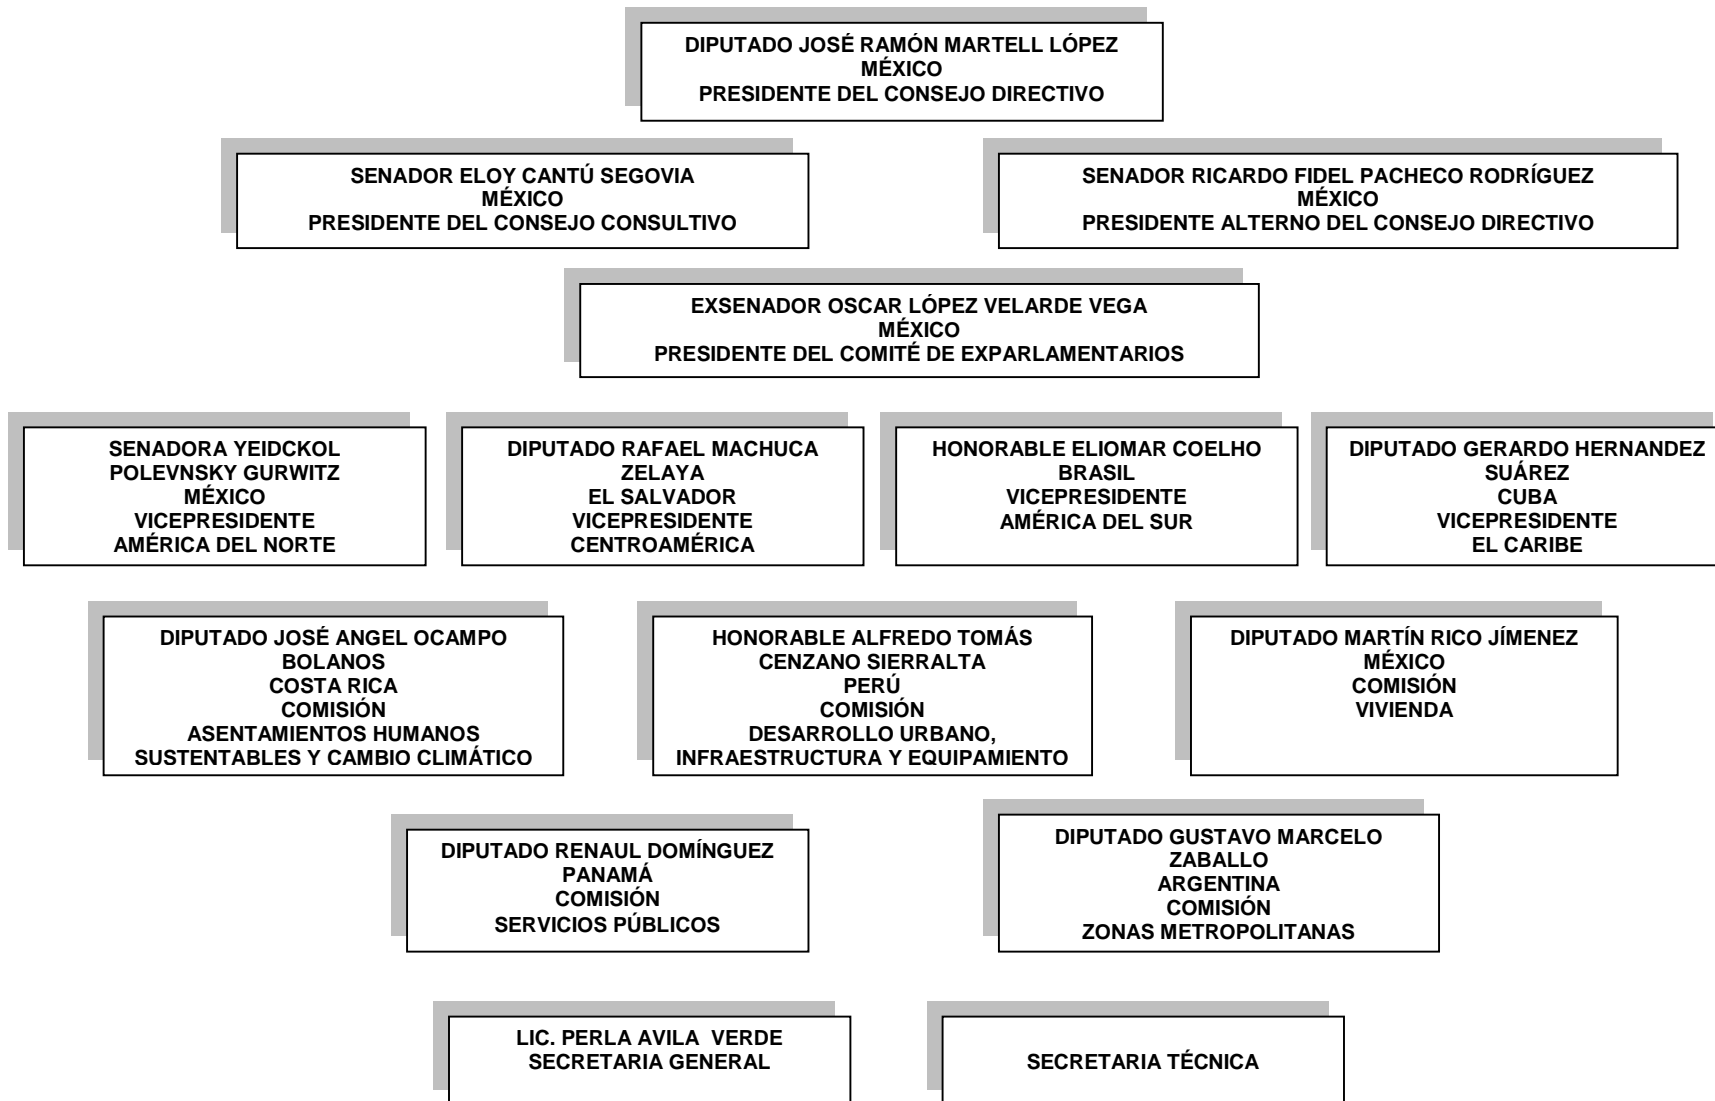 DIPUTADO JOSÉ RAMÓN MARTELL LÓPEZ
MÉXICO
PRESIDENTE DEL CONSEJO DIRECTIVO
SENADOR ELOY CANTÚ SEGOVIA
MÉXICO
PRESIDENTE DEL CONSEJO CONSULTIVO
SENADOR RICARDO FIDEL PACHECO RODRÍGUEZ
MÉXICO
PRESIDENTE ALTERNO DEL CONSEJO DIRECTIVO
EXSENADOR OSCAR LÓPEZ VELARDE VEGA
MÉXICO
PRESIDENTE DEL COMITÉ DE EXPARLAMENTARIOS
SENADORA YEIDCKOL
POLEVNSKY GURWITZ
MÉXICO
VICEPRESIDENTE
AMÉRICA DEL NORTE
DIPUTADO RAFAEL MACHUCA
ZELAYA
EL SALVADOR
VICEPRESIDENTE
CENTROAMÉRICA
HONORABLE ELIOMAR COELHO
BRASIL
VICEPRESIDENTE
AMÉRICA DEL SUR
DIPUTADO GERARDO HERNANDEZ
SUÁREZ
CUBA
VICEPRESIDENTE
EL CARIBE
DIPUTADO JOSÉ ANGEL OCAMPO
BOLANOS
COSTA RICA
COMISIÓN
ASENTAMIENTOS HUMANOS
SUSTENTABLES Y CAMBIO CLIMÁTICO
HONORABLE ALFREDO TOMÁS
CENZANO SIERRALTA
PERÚ
COMISIÓN
DESARROLLO URBANO,
INFRAESTRUCTURA Y EQUIPAMIENTO
DIPUTADO MARTÍN RICO JÍMENEZ
MÉXICO
COMISIÓN
VIVIENDA
DIPUTADO RENAUL DOMÍNGUEZ
PANAMÁ
COMISIÓN
SERVICIOS PÚBLICOS
DIPUTADO GUSTAVO MARCELO
ZABALLO
ARGENTINA
COMISIÓN
ZONAS METROPOLITANAS
LIC. PERLA AVILA  VERDE
SECRETARIA GENERAL
SECRETARIA TÉCNICA